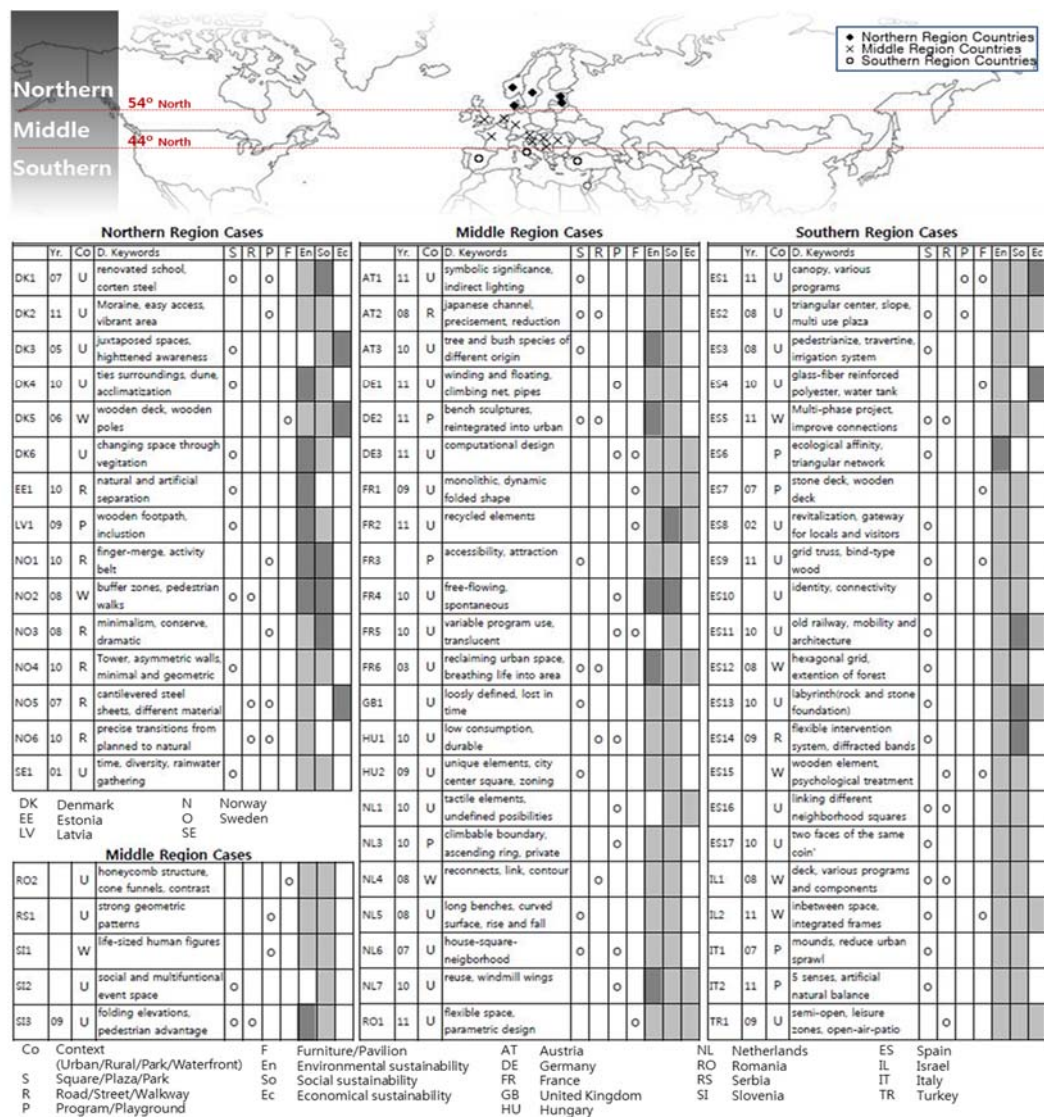 ◆ Northern Region Countries
× Middle Region Countries
○ Southern Region Countries
Northern
54° North
Middle
44° North
Southern
Northern Region Cases
Yr. Co D. Keywords S R P F En So Ec
DK1 07 U renovated school, O O
corten steel
DK2 11 U Moraine, easy access, O
vibrant area
DK3 05 U juxtaposed spaces, O
highttened awareness
DK4 10 U ties surroundings, dune, O
acclimatization
DK5 06 W wooden deck, wooden O
poles
DK6 U changing space through O
vegitation
EE1 10 R natural and artificial O
separation
LV1 09 P wooden footpath, O
inclustion
NO1 10 R finger-merge, activity O
belt
NO2 08 W buffer zones, pedestrian O O
walks
NO3 08 R minimalism, conserve, O
dramatic
NO4 10 R Tower, asymmetric walls, O
minimal and geometric
NO5 07 R cantilevered steel O O
sheets, different material
NO6 10 R precise transitions from O O
planned to natural
SE1 01 U time, diversity, rainwater O
gathering
DK Denmark N Norway
EE Estonia O Sweden
LV Latvia SE
Middle Region Cases
RO2 U honeycomb structure, O
cone funnels, contrast
RS1 U strong geometric O
patterns
SI1 W life-sized human figures O
SI2 U social and multifuntional O
event space
SI3 09 U folding elevations, O O
pedestrian advantage
Middle Region Cases
Yr. Co D. Keywords S R P F En So Ec
AT1 11 U symbolic significance, O
indirect lighting
AT2 08 R japanese channel, O O
precisement, reduction
AT3 10 U tree and bush species of O
different origin
DE1 11 U winding and floating, O
climbing net, pipes
DE2 11 P bench sculptures, O O
reintegrated into urban
DE3 11 U computational design O O
FR1 09 U monolithic, dynamic O
folded shape
FR2 11 U recycled elements O
FR3 P accessibility, attraction O
FR4 10 U free-flowing, O
spontaneous
FR5 10 U variable program use, O O
translucent
FR6 03 U reclaiming urban space, O O
breathing life into area
GB1 U loosly defined, lost in O
time
HU1 10 U low consumption, O O
durable
HU2 09 U unique elements, city O
center square, zoning
NL1 10 U tactile elements, O
undefined posibilities
NL3 10 P climbable boundary, O
ascending ring, private
NL4 08 W reconnects, link, contour O
NL5 08 U long benches, curved O
surface, rise and fall
NL6 07 U house-square- O O
neigborhood
NL7 10 U reuse, windmill wings O
RO1 11 U flexible space, O
parametric design
Southern Region Cases
Yr. Co D. Keywords S R P F En So Ec
ES1 11 U canopy, various O O
programs
ES2 08 U triangular center, slope, O O
multi use plaza
ES3 08 U pedestrianize, travertine, O
irrigation system
ES4 10 U glass-fiber reinforced O
polyester, water tank
ES5 11 W Multi-phase project, O O
improve connections
ES6 P ecological affinity, O
triangular network
ES7 07 P stone deck, wooden O
deck
ES8 02 U revitalization, gateway O
for locals and visitors
ES9 11 U grid truss, bind-type O O
wood
ES10 U identity, connectivity O
ES11 10 U old railway, mobility and O
architecture
ES12 08 W hexagonal grid, O
extention of forest
ES13 10 U labyrinth(rock and stone O
foundation)
ES14 09 R flexible intervention O
system, diffracted bands
ES15 W wooden element, O O
psychological treatment
ES16 U linking different O O
neighborhood squares
ES17 10 U two faces of the same O
coin'
IL1 08 W deck, various programs O O
and components
IL2 11 W inbetween space, O O
integrated frames
IT1 07 P mounds, reduce urban O
sprawl
IT2 11 P 5 senses, artificial O
natural balance
TR1 09 U semi-open, leisure O
zones, open-air-patio
Co Context
(Urban/Rural/Park/Waterfront)
S Square/Plaza/Park
R Road/Street/Walkway
P Program/Playground
F Furniture/Pavilion
En Environmental sustainability
So Social sustainability
Ec Economical sustainability
AT Austria
DE Germany
FR France
GB United Kingdom
HU Hungary
NL Netherlands
RO Romania
RS Serbia
SI Slovenia
ES Spain
IL Israel
IT Italy
TR Turkey